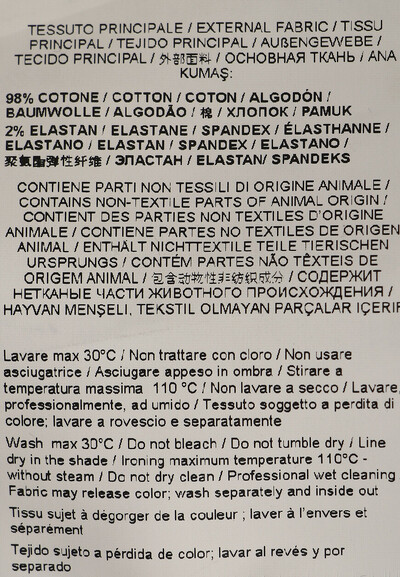 TESSUTO PRINCIPALE / EXTERNAL FABRIC / TISSU
PRINCIPAL / TEJIDO PRINCIPAL / AUßENGEWEBE /
TECIDO PRINCIPAL / 外部面料 / ОСНОВНАЯ ТКАНЬ / ANA
KUMAŞ:
98% COTONE / COTTON / COTON / ALGODÓN /
BAUMWOLLE / ALGODÃO / 棉 / ХЛОПОК / PAMUK
2% ELASTAN / ELASTANE / SPANDEX / ÉLASTHANNE /
ELASTANO / ELASTAN / SPANDEX / ELASTANO /
聚氨酯弹性纤维 / ЭЛАСТАН / ELASTAN/ SPANDEKS
CONTIENE PARTI NON TESSILI DI ORIGINE ANIMALE /
CONTAINS NON-TEXTILE PARTS OF ANIMAL ORIGIN /
CONTIENT DES PARTIES NON TEXTILES D'ORIGINE
ANIMALE / CONTIENE PARTES NO TEXTILES DE ORIGEN
ANIMAL / ENTHÄLT NICHTTEXTILE TEILE TIERISCHEN
URSPRUNGS / CONTÉM PARTES NÃO TÊXTEIS DE
ORIGEM ANIMAL / 包含动物性非纺织成分 / СОДЕРЖИТ
НЕТКАНЫЕ ЧАСТИ ЖИВОТНОГО ПРОИСХОЖДЕНИЯ /
HAYVAN MENŞELİ, TEKSTIL OLMAYAN PARÇALAR İÇERİR
Lavare max 30°C / Non trattare con cloro / Non usare
asciugatrice / Asciugare appeso in ombra / Stirare a
temperatura massima 110 °C / Non lavare a secco / Lavare
professionalmente, ad umido / Tessuto soggetto a perdita di
colore; lavare a rovescio e separatamente
Wash max 30°C / Do not bleach / Do not tumble dry / Line
dry in the shade / Ironing maximum temperature 110°C -
without steam / Do not dry clean / Professional wet cleaning
Fabric may release color; wash separately and inside out
Tissu sujet à dégorger de la couleur ; laver à l'envers et
séparément
Tejido sujeto a pérdida de color; lavar al revés y por
separado